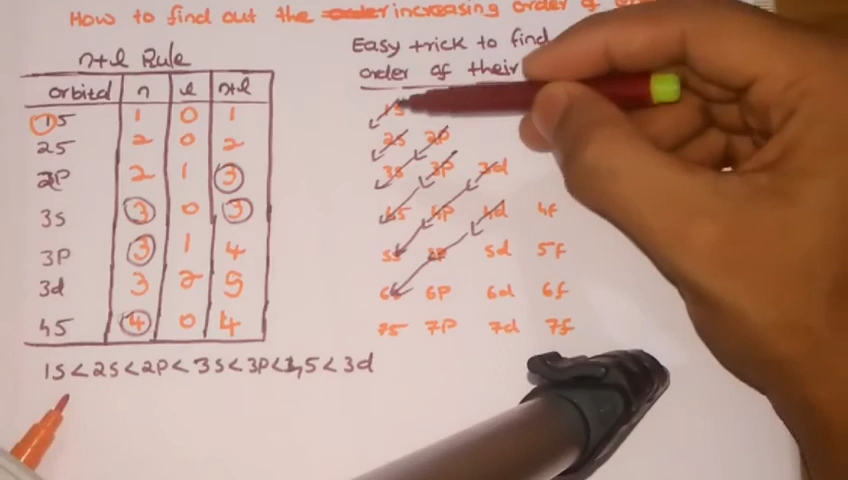 How to find out the order increasing order of
n+l Rule
orbital n l n+l
1s 1 0 1
2s 2 0 2
2p 2 1 3
3s 3 0 3
3p 3 1 4
3d 3 2 5
4s 4 0 4
1s < 2s < 2p < 3s < 3p < 4s < 3d
Easy trick to find
order of their
1s
2s 2p
3s 3p 3d
4s 4p 4d 4f
5s 5p 5d 5f
6s 6p 6d 6f
7s 7p 7d 7f